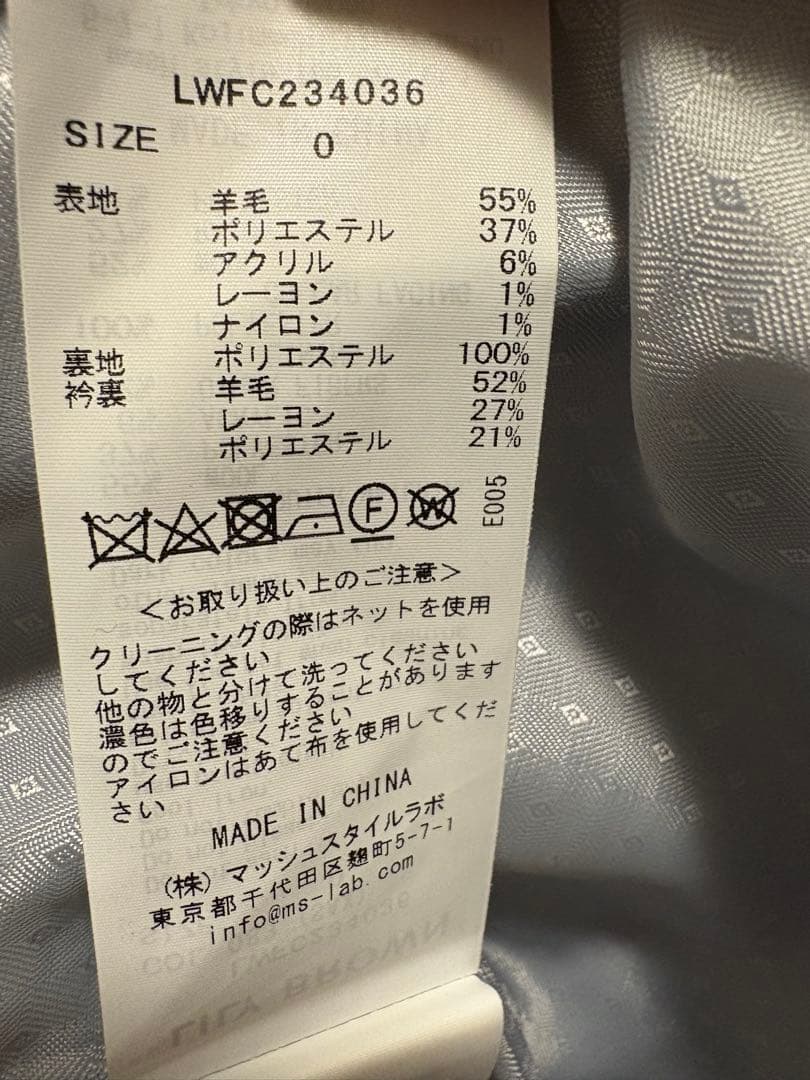 LWFC234036
SIZE 0
表地 羊毛 55%
ポリエステル 37%
アクリル 6%
レーヨン 1%
ナイロン 1%
裏地 ポリエステル 100%
衿裏 羊毛 52%
レーヨン 27%
ポリエステル 21%
F W E005
<お取り扱い上のご注意>
クリーニングの際はネットを使用
してください
他の物と分けて洗ってください
濃色は色移りすることがあります
のでご注意ください
アイロンはあて布を使用してくだ
さい
MADE IN CHINA
(株) マッシュスタイルラボ
東京都千代田区麹町5-7-1
info@ms-lab.com